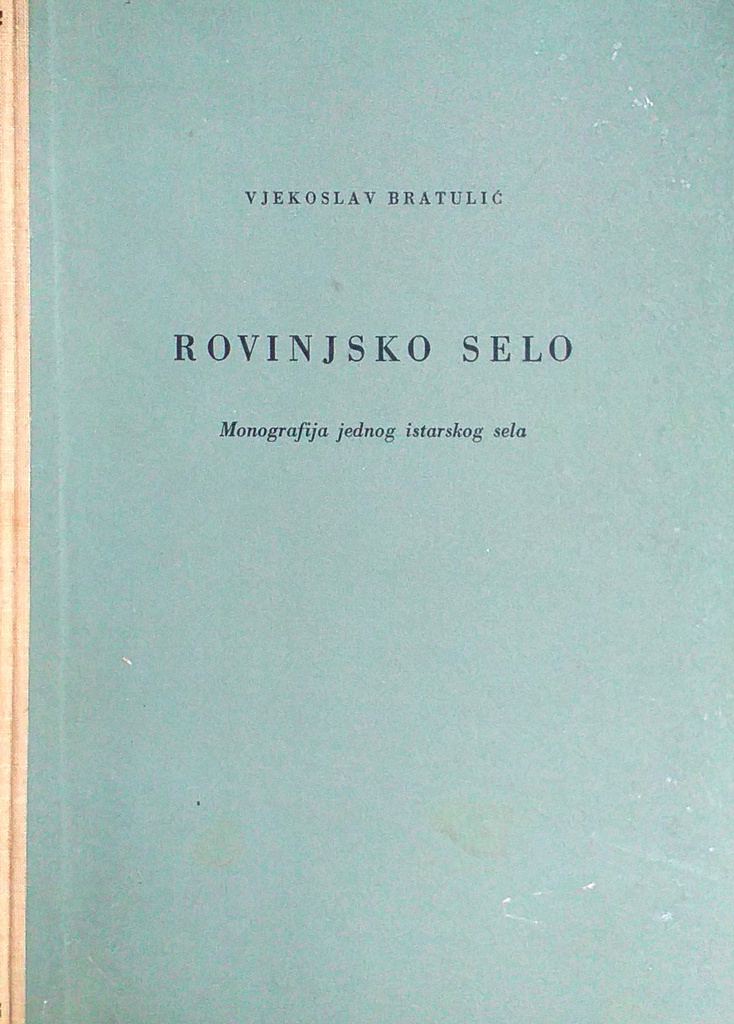 VJEKOSLAV BRATULIĆ
ROVINJSKO SELO
Monografija jednog istarskog sela